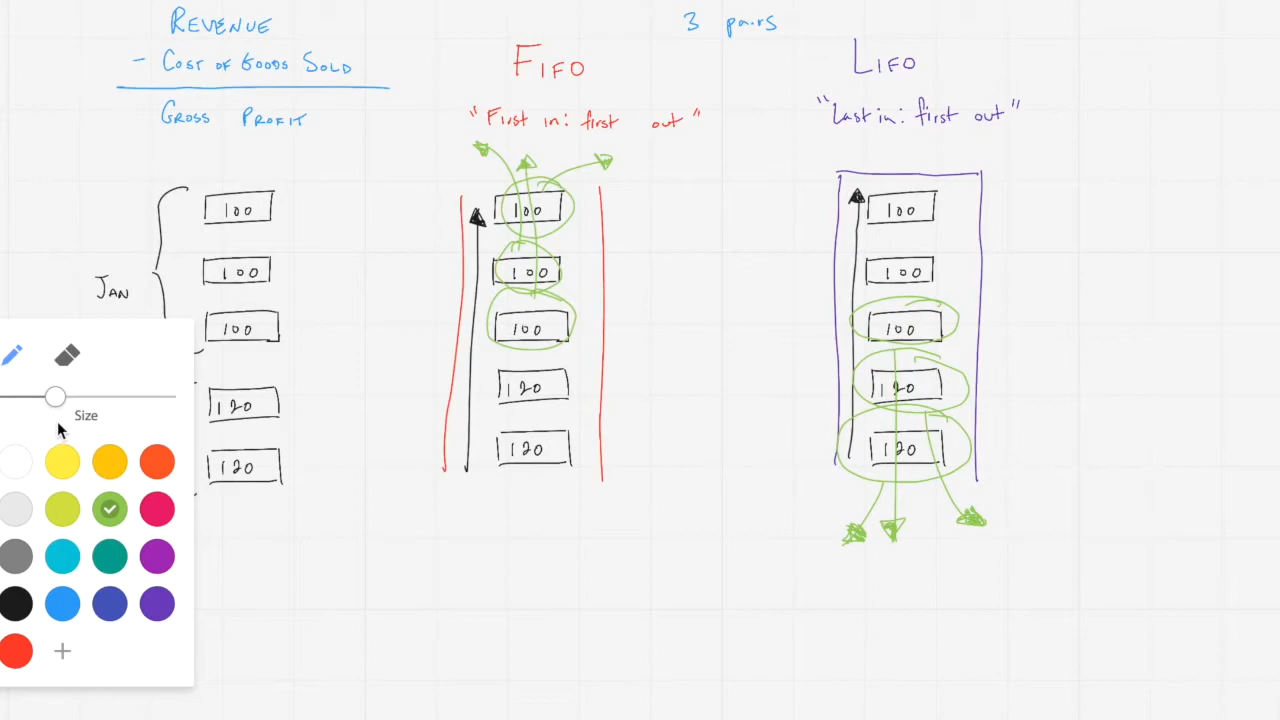 REVENUE
- COST OF GOODS SOLD
GROSS PROFIT
3 pairs
FIFO
"First in: first out"
LIFO
"Last in: first out"
JAN
100
100
100
120
120
100
100
100
120
120
100
100
100
120
120
Size